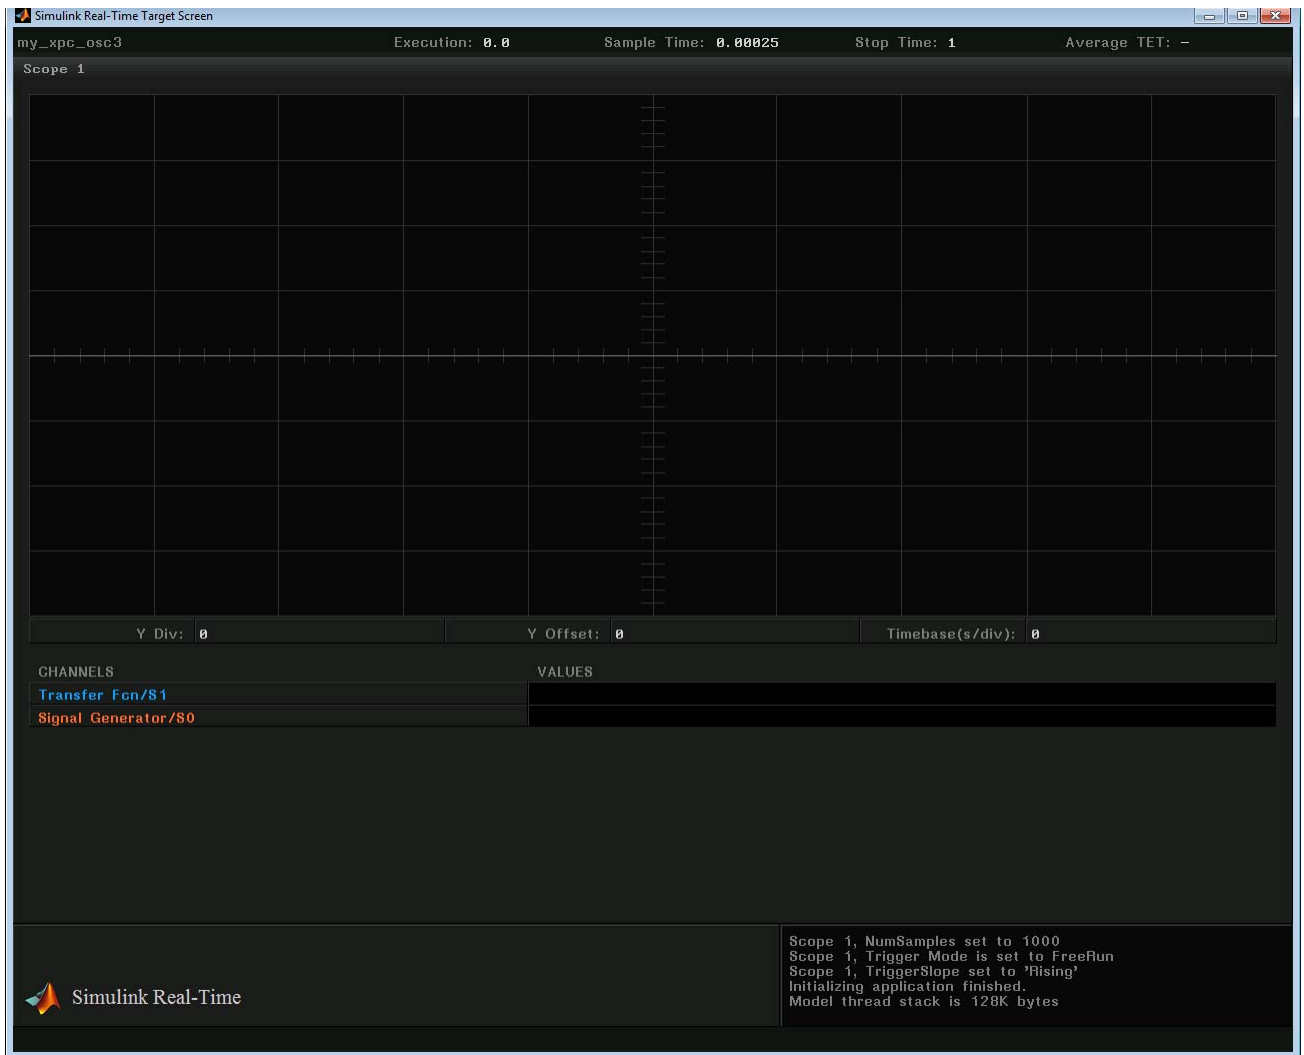 Simulink Real-Time Target Screen
my_xpc_osc3 Execution: 0.0 Sample Time: 0.00025 Stop Time: 1 Average TET: -
Scope 1
Y Div: 0 Y Offset: 0 Timebase(s/div): 0
CHANNELS VALUES
Transfer Fcn/S1
Signal Generator/S0
Simulink Real-Time
Scope 1, NumSamples set to 1000
Scope 1, Trigger Mode is set to FreeRun
Scope 1, TriggerSlope set to 'Rising'
Initializing application finished.
Model thread stack is 128K bytes